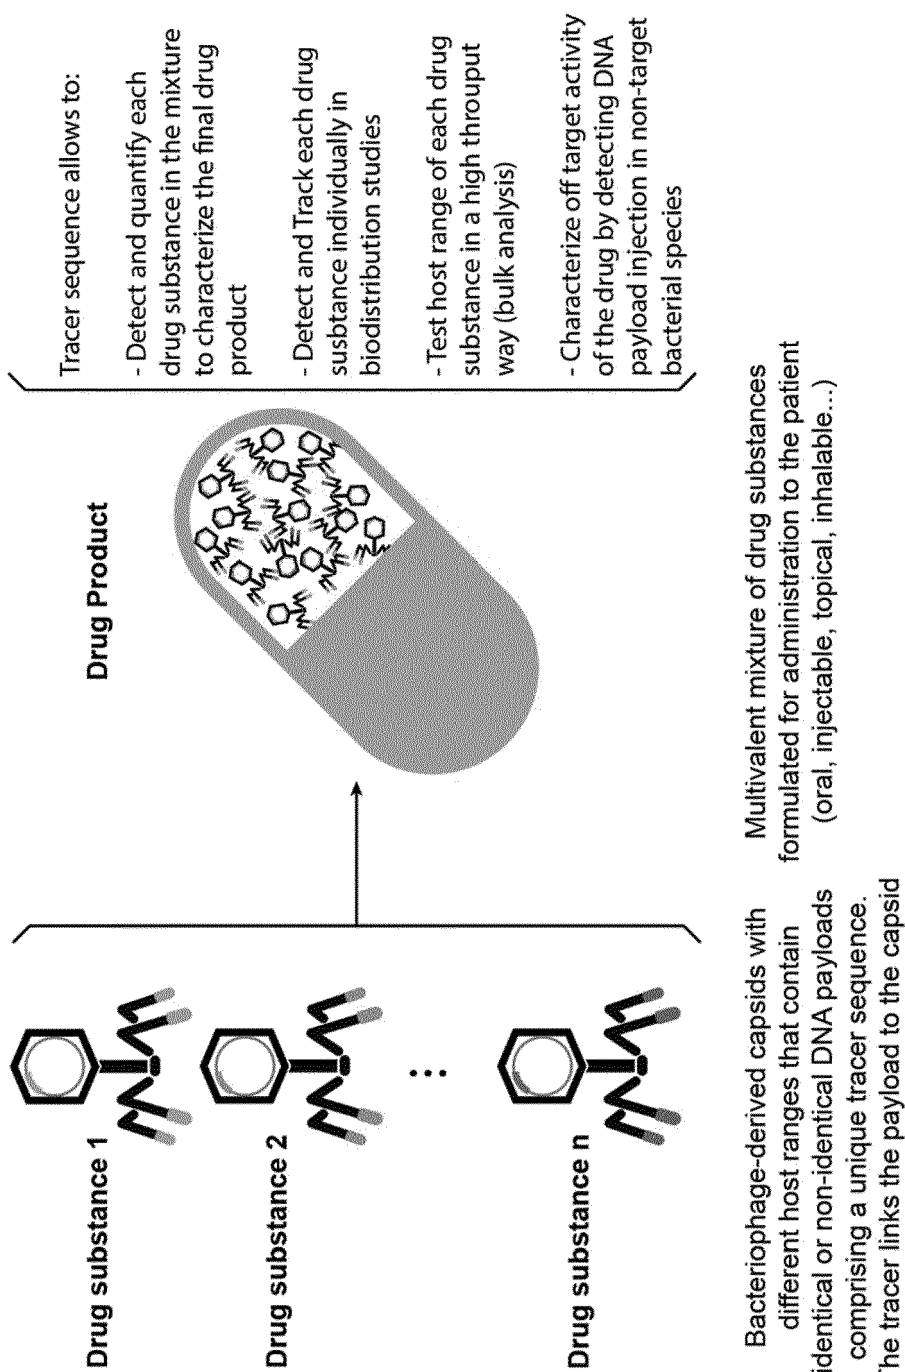 Drug substance 1
Drug substance 2
Drug substance n
Bacteriophage-derived capsids with
different host ranges that contain
identical or non-identical DNA payloads
comprising a unique tracer sequence.
The tracer links the payload to the capsid
Drug Product
Multivalent mixture of drug substances
formulated for administration to the patient
(oral, injectable, topical, inhalable...)
Tracer sequence allows to:
- Detect and quantify each
drug substance in the mixture
to characterize the final drug
product
- Detect and Track each drug
susbtance individually in
biodistribution studies
- Test host range of each drug
substance in a high throuput
way (bulk analysis)
- Characterize off target activity
of the drug by detecting DNA
payload injection in non-target
bacterial species